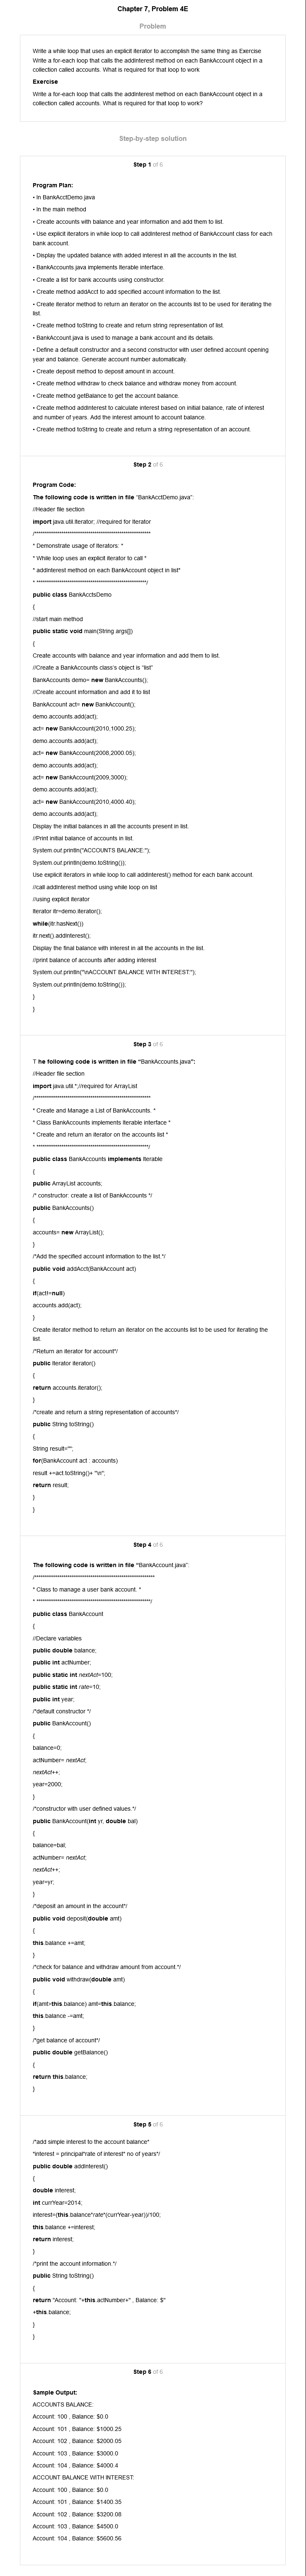 Chapter 7, Problem 4E
Problem
Write a while loop that uses an explicit iterator to accomplish the same thing as Exercise
Write a for-each loop that calls the addInterest method on each BankAccount object in a
collection called accounts. What is required for that loop to work
Exercise
Write a for-each loop that calls the addInterest method on each BankAccount object in a
collection called accounts. What is required for that loop to work?
Step-by-step solution
Step 1 of 6
Program Plan:
• In BankAcctDemo.java
• In the main method
• Create accounts with balance and year information and add them to list.
• Use explicit iterators in while loop to call addInterest method of BankAccount class for each
bank account.
• Display the updated balance with added interest in all the accounts in the list.
• BankAccounts.java implements Iterable interface.
• Create a list for bank accounts using constructor.
• Create method addAcct to add specified account information to the list.
• Create iterator method to return an iterator on the accounts list to be used for iterating the
list.
• Create method toString to create and return string representation of list.
• BankAccount.java is used to manage a bank account and its details.
• Define a default constructor and a second constructor with user defined account opening
year and balance. Generate account number automatically.
• Create deposit method to deposit amount in account.
• Create method withdraw to check balance and withdraw money from account.
• Create method getBalance to get the account balance.
• Create method addInterest to calculate interest based on initial balance, rate of interest
and number of years. Add the interest amount to account balance.
• Create method toString to create and return a string representation of an account.
Step 2 of 6
Program Code:
The following code is written in file "BankAcctDemo.java":
//Header file section
import java.util.Iterator; //required for Iterator
/********************************************************
* Demonstrate usage of Iterators: *
* While loop uses an explicit iterator to call *
* addInterest method on each BankAccount object in list*
* *****************************************************/
public class BankAcctsDemo
{
//start main method
public static void main(String args[])
{
Create accounts with balance and year information and add them to list.
//Create a BankAccounts class's object is "list"
BankAccounts demo= new BankAccounts();
//Create account information and add it to list
BankAccount act= new BankAccount();
demo.accounts.add(act);
act= new BankAccount(2010,1000.25);
demo.accounts.add(act);
act= new BankAccount(2008,2000.05);
demo.accounts.add(act);
act= new BankAccount(2009,3000);
demo.accounts.add(act);
act= new BankAccount(2010,4000.40);
demo.accounts.add(act);
Display the initial balances in all the accounts present in list.
//Print initial balance of accounts in list.
System.out.println("ACCOUNTS BALANCE:");
System.out.println(demo.toString());
Use explicit iterators in while loop to call addInterest() method for each bank account.
//call addInterest method using while loop on list
//using explicit iterator
Iterator itr=demo.iterator();
while(itr.hasNext())
itr.next().addInterest();
Display the final balance with interest in all the accounts in the list.
//print balance of accounts after adding interest
System.out.println("\nACCOUNT BALANCE WITH INTEREST:");
System.out.println(demo.toString());
}
}
Step 3 of 6
T he following code is written in file "BankAccounts.java":
//Header file section
import java.util.*;//required for ArrayList
/********************************************************
* Create and Manage a List of BankAccounts. *
* Class BankAccounts implements Iterable interface.*
* Create and return an iterator on the accounts list *
* ******************************************************/
public class BankAccounts implements Iterable
{
public ArrayList accounts;
/* constructor: create a list of BankAccounts */
public BankAccounts()
{
accounts= new ArrayList();
}
/*Add the specified account information to the list.*/
public void addAcct(BankAccount act)
{
if(act!=null)
accounts.add(act);
}
Create iterator method to return an iterator on the accounts list to be used for iterating the
list.
/*Return an iterator for account*/
public Iterator iterator()
{
return accounts.iterator();
}
/*create and return a string representation of accounts*/
public String toString()
{
String result="";
for(BankAccount act : accounts)
result +=act.toString()+ "\n";
return result;
}
}
Step 4 of 6
The following code is written in file "BankAccount.java":
/**********************************************************
* Class to manage a user bank account. *
* *******************************************************/
public class BankAccount
{
//Declare variables
public double balance;
public int actNumber;
public static int nextAct=100;
public static int rate=10;
public int year;
/*default constructor */
public BankAccount()
{
balance=0;
actNumber= nextAct;
nextAct++;
year=2000;
}
/*constructor with user defined values.*/
public BankAccount(int yr, double bal)
{
balance=bal;
actNumber= nextAct;
nextAct++;
year=yr;
}
/*deposit an amount in the account*/
public void deposit(double amt)
{
this.balance +=amt;
}
/*check for balance and withdraw amount from account.*/
public void withdraw(double amt)
{
if(amt>this.balance) amt=this.balance;
this.balance -=amt;
}
/*get balance of account*/
public double getBalance()
{
return this.balance;
}
Step 5 of 6
/*add simple interest to the account balance*
*interest = principal*rate of interest* no of years*/
public double addInterest()
{
double interest;
int currYear=2014;
interest=(this.balance*rate*(currYear-year))/100;
this.balance +=interest;
return interest;
}
/*print the account information.*/
public String toString()
{
return "Account: "+this.actNumber+" , Balance: $"
+this.balance;
}
}
Step 6 of 6
Sample Output:
ACCOUNTS BALANCE:
Account: 100 , Balance: $0.0
Account: 101 , Balance: $1000.25
Account: 102 , Balance: $2000.05
Account: 103 , Balance: $3000.0
Account: 104 , Balance: $4000.4
ACCOUNT BALANCE WITH INTEREST:
Account: 100 , Balance: $0.0
Account: 101 , Balance: $1400.35
Account: 102 , Balance: $3200.08
Account: 103 , Balance: $4500.0
Account: 104 , Balance: $5600.56